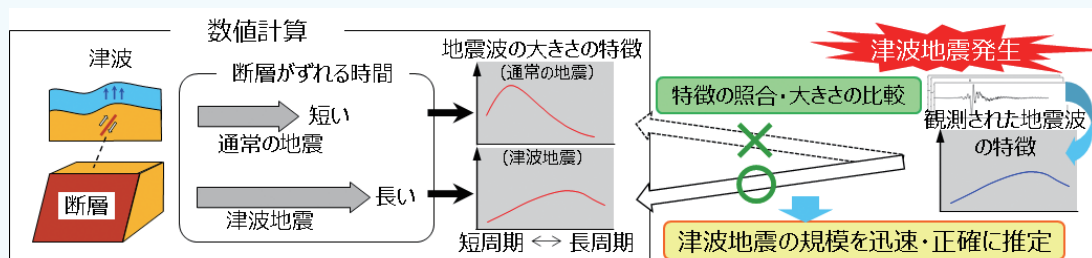 数値計算
津波
断層
断層がずれる時間
短い
通常の地震
長い
津波地震
地震波の大きさの特徴
(通常の地震)
(津波地震)
短周期 ⇔ 長周期
特徴の照合・大きさの比較
津波地震発生
観測された地震波
の特徴
津波地震の規模を迅速・正確に推定